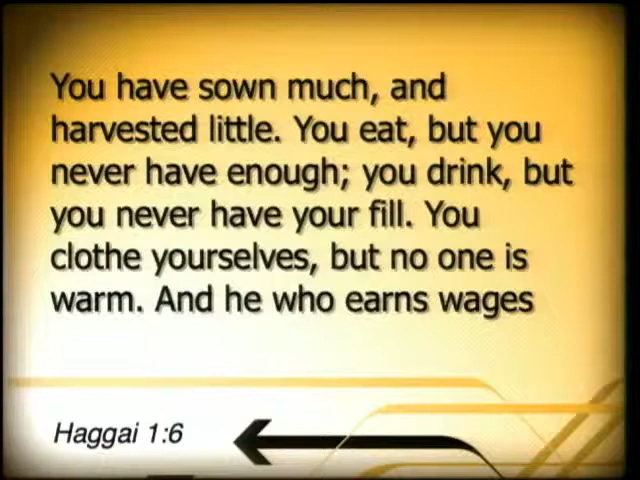 You have sown much, and
harvested little. You eat, but you
never have enough; you drink, but
you never have your fill. You
clothe yourselves, but no one is
warm. And he who earns wages
Haggai 1:6